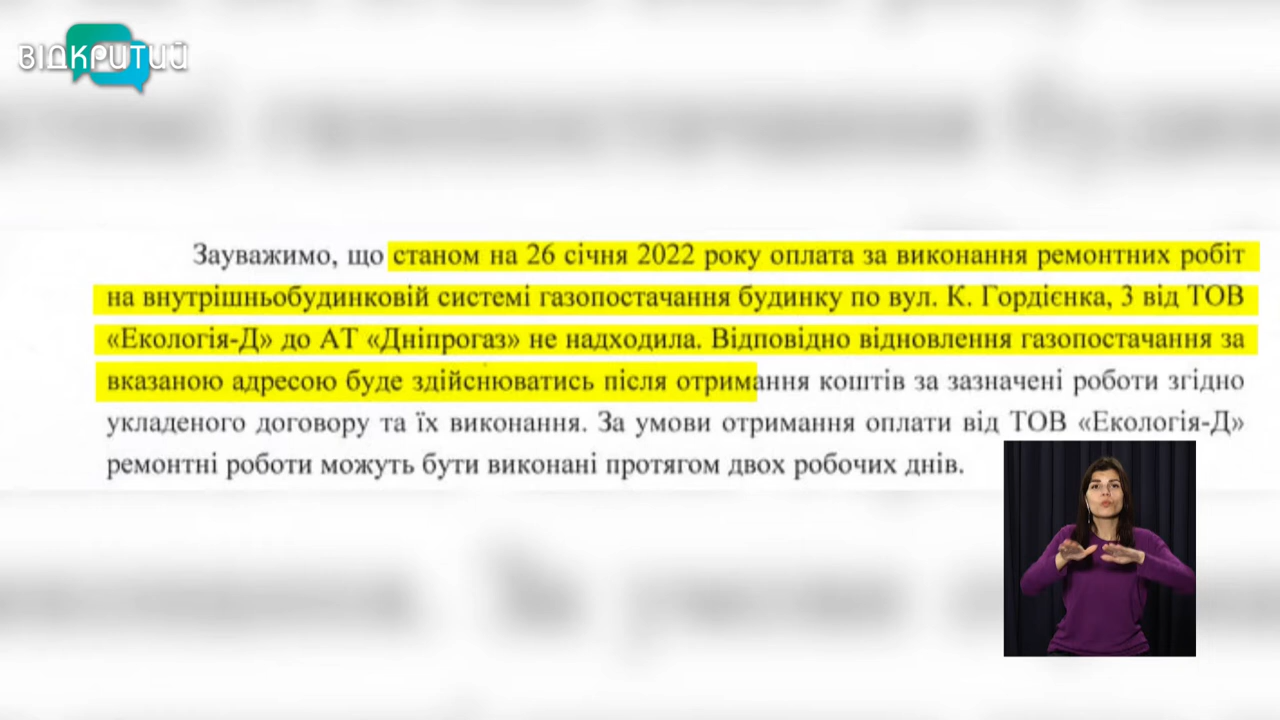 ВІДКРИТИЙ
Зауважимо, що станом на 26 січня 2022 року оплата за виконання ремонтних робіт
на внутрішньобудинковій системі газопостачання будинку по вул. К. Гордієнка, 3 від ТОВ
«Екологія-Д» до АТ «Дніпрогаз» не надходила. Відповідно відновлення газопостачання за
вказаною адресою буде здійснюватись після отримання коштів за зазначені роботи згідно
укладеного договору та їх виконання. За умови отримання оплати від ТОВ «Екологія-Д»
ремонтні роботи можуть бути виконані протягом двох робочих днів.